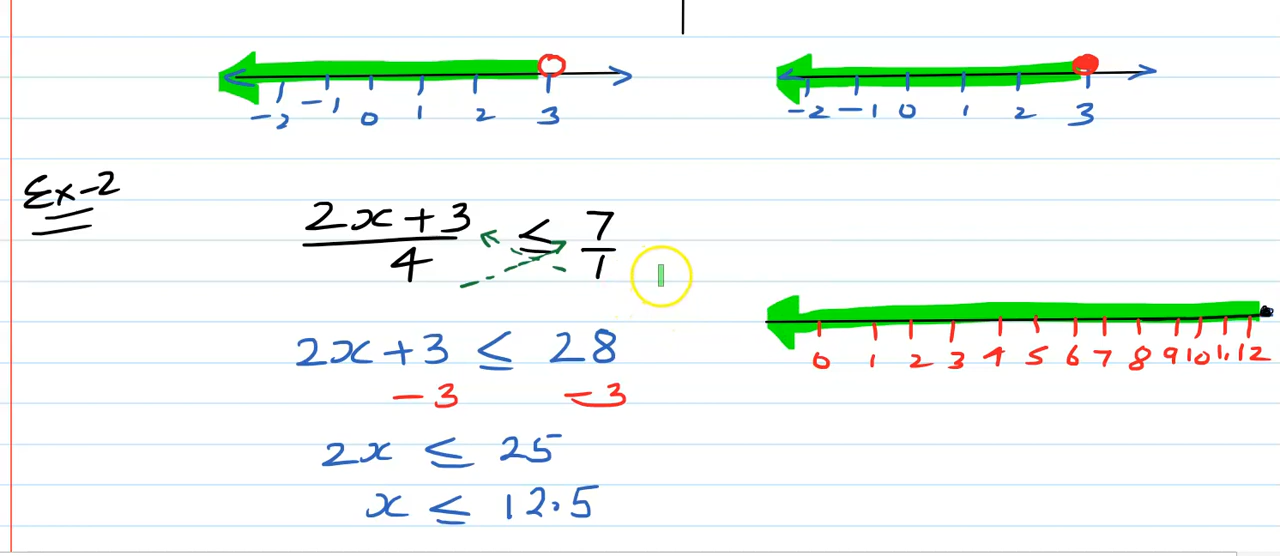 -2 -1 0 1 2 3
-2 -1 0 1 2 3
Ex-2
2x+3/4 ≤ 7/1
2x+3 ≤ 28
-3 -3
0 1 2 3 4 5 6 7 8 9 10 11 12
2x ≤ 25
x ≤ 12.5